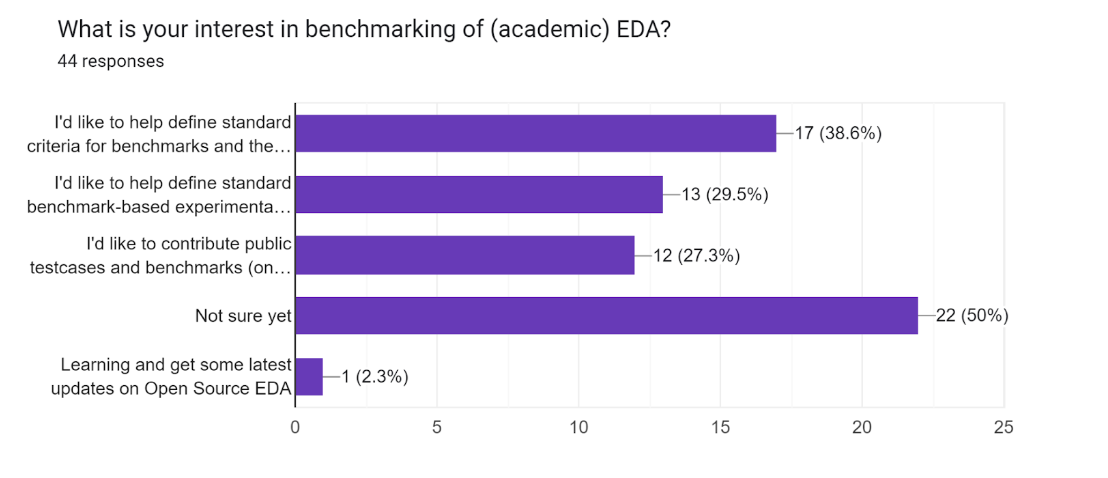 What is your interest in benchmarking of (academic) EDA?
44 responses
I'd like to help define standard
criteria for benchmarks and the…
17 (38.6%)
I'd like to help define standard
benchmark-based experimenta…
13 (29.5%)
I'd like to contribute public
testcases and benchmarks (on…
12 (27.3%)
Not sure yet
22 (50%)
Learning and get some latest
updates on Open Source EDA
1 (2.3%)
0 5 10 15 20 25